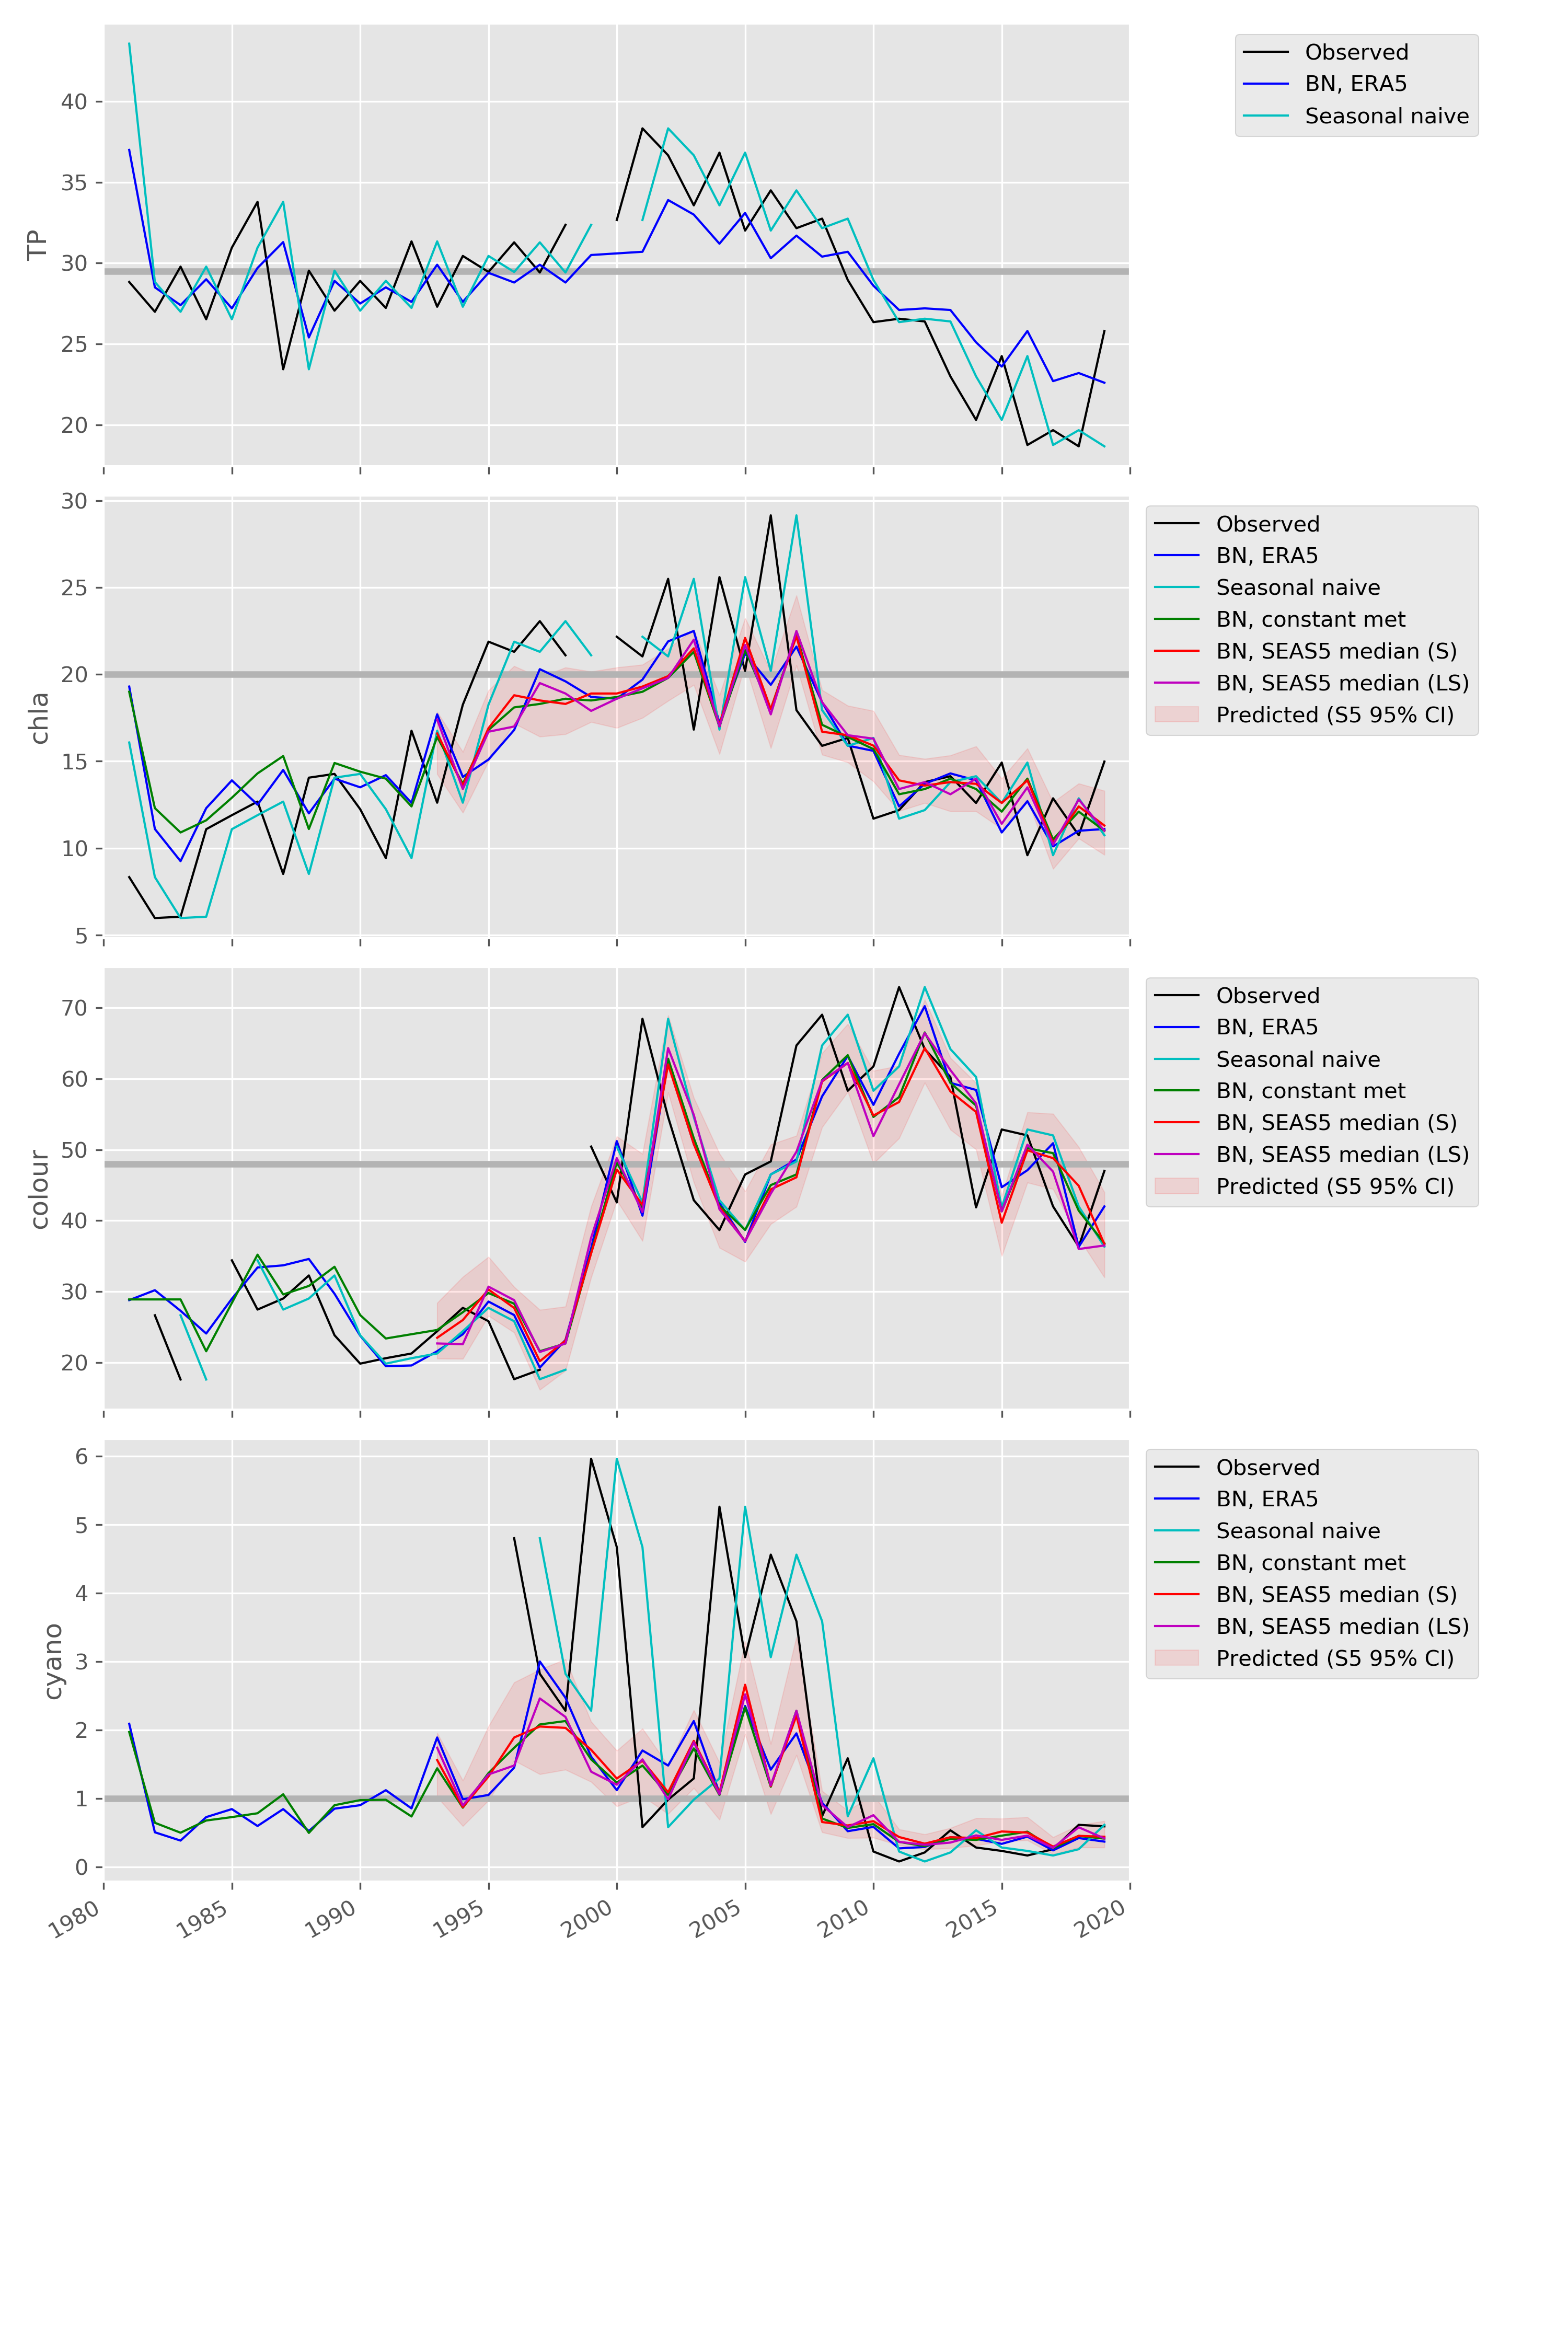 40
35
30
25
20
TP
Observed
BN, ERA5
Seasonal naive
30
25
20
15
10
5
chla
Observed
BN, ERA5
Seasonal naive
BN, constant met
BN, SEAS5 median (S)
BN, SEAS5 median (LS)
Predicted (S5 95% CI)
70
60
50
40
30
20
colour
Observed
BN, ERA5
Seasonal naive
BN, constant met
BN, SEAS5 median (S)
BN, SEAS5 median (LS)
Predicted (S5 95% CI)
6
5
4
3
2
1
0
cyano
Observed
BN, ERA5
Seasonal naive
BN, constant met
BN, SEAS5 median (S)
BN, SEAS5 median (LS)
Predicted (S5 95% CI)
1980 1985 1990 1995 2000 2005 2010 2015 2020